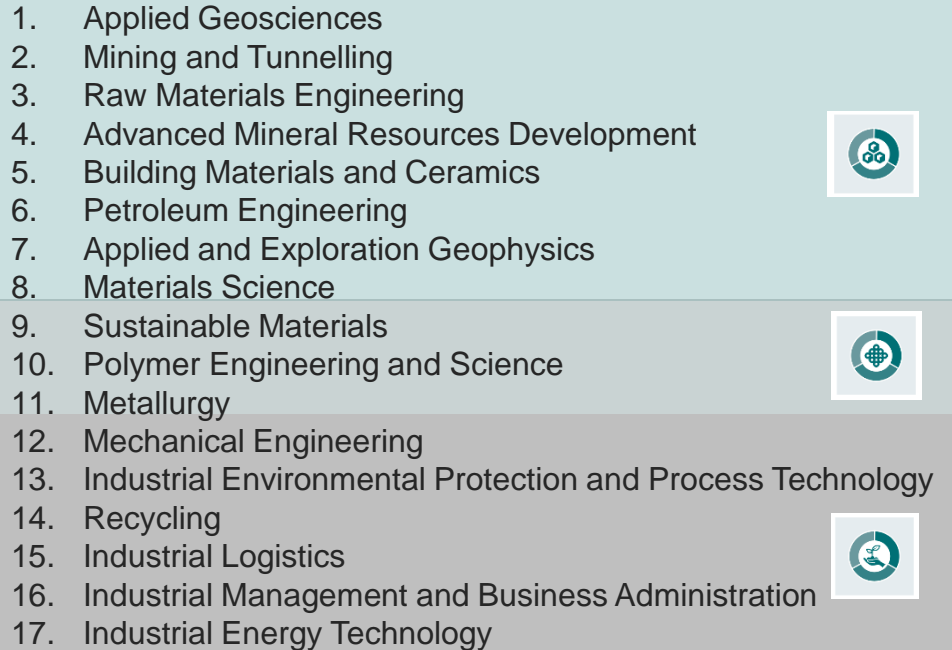 1. Applied Geosciences
2. Mining and Tunnelling
3. Raw Materials Engineering
4. Advanced Mineral Resources Development
5. Building Materials and Ceramics
6. Petroleum Engineering
7. Applied and Exploration Geophysics
8. Materials Science
9. Sustainable Materials
10. Polymer Engineering and Science
11. Metallurgy
12. Mechanical Engineering
13. Industrial Environmental Protection and Process Technology
14. Recycling
15. Industrial Logistics
16. Industrial Management and Business Administration
17. Industrial Energy Technology